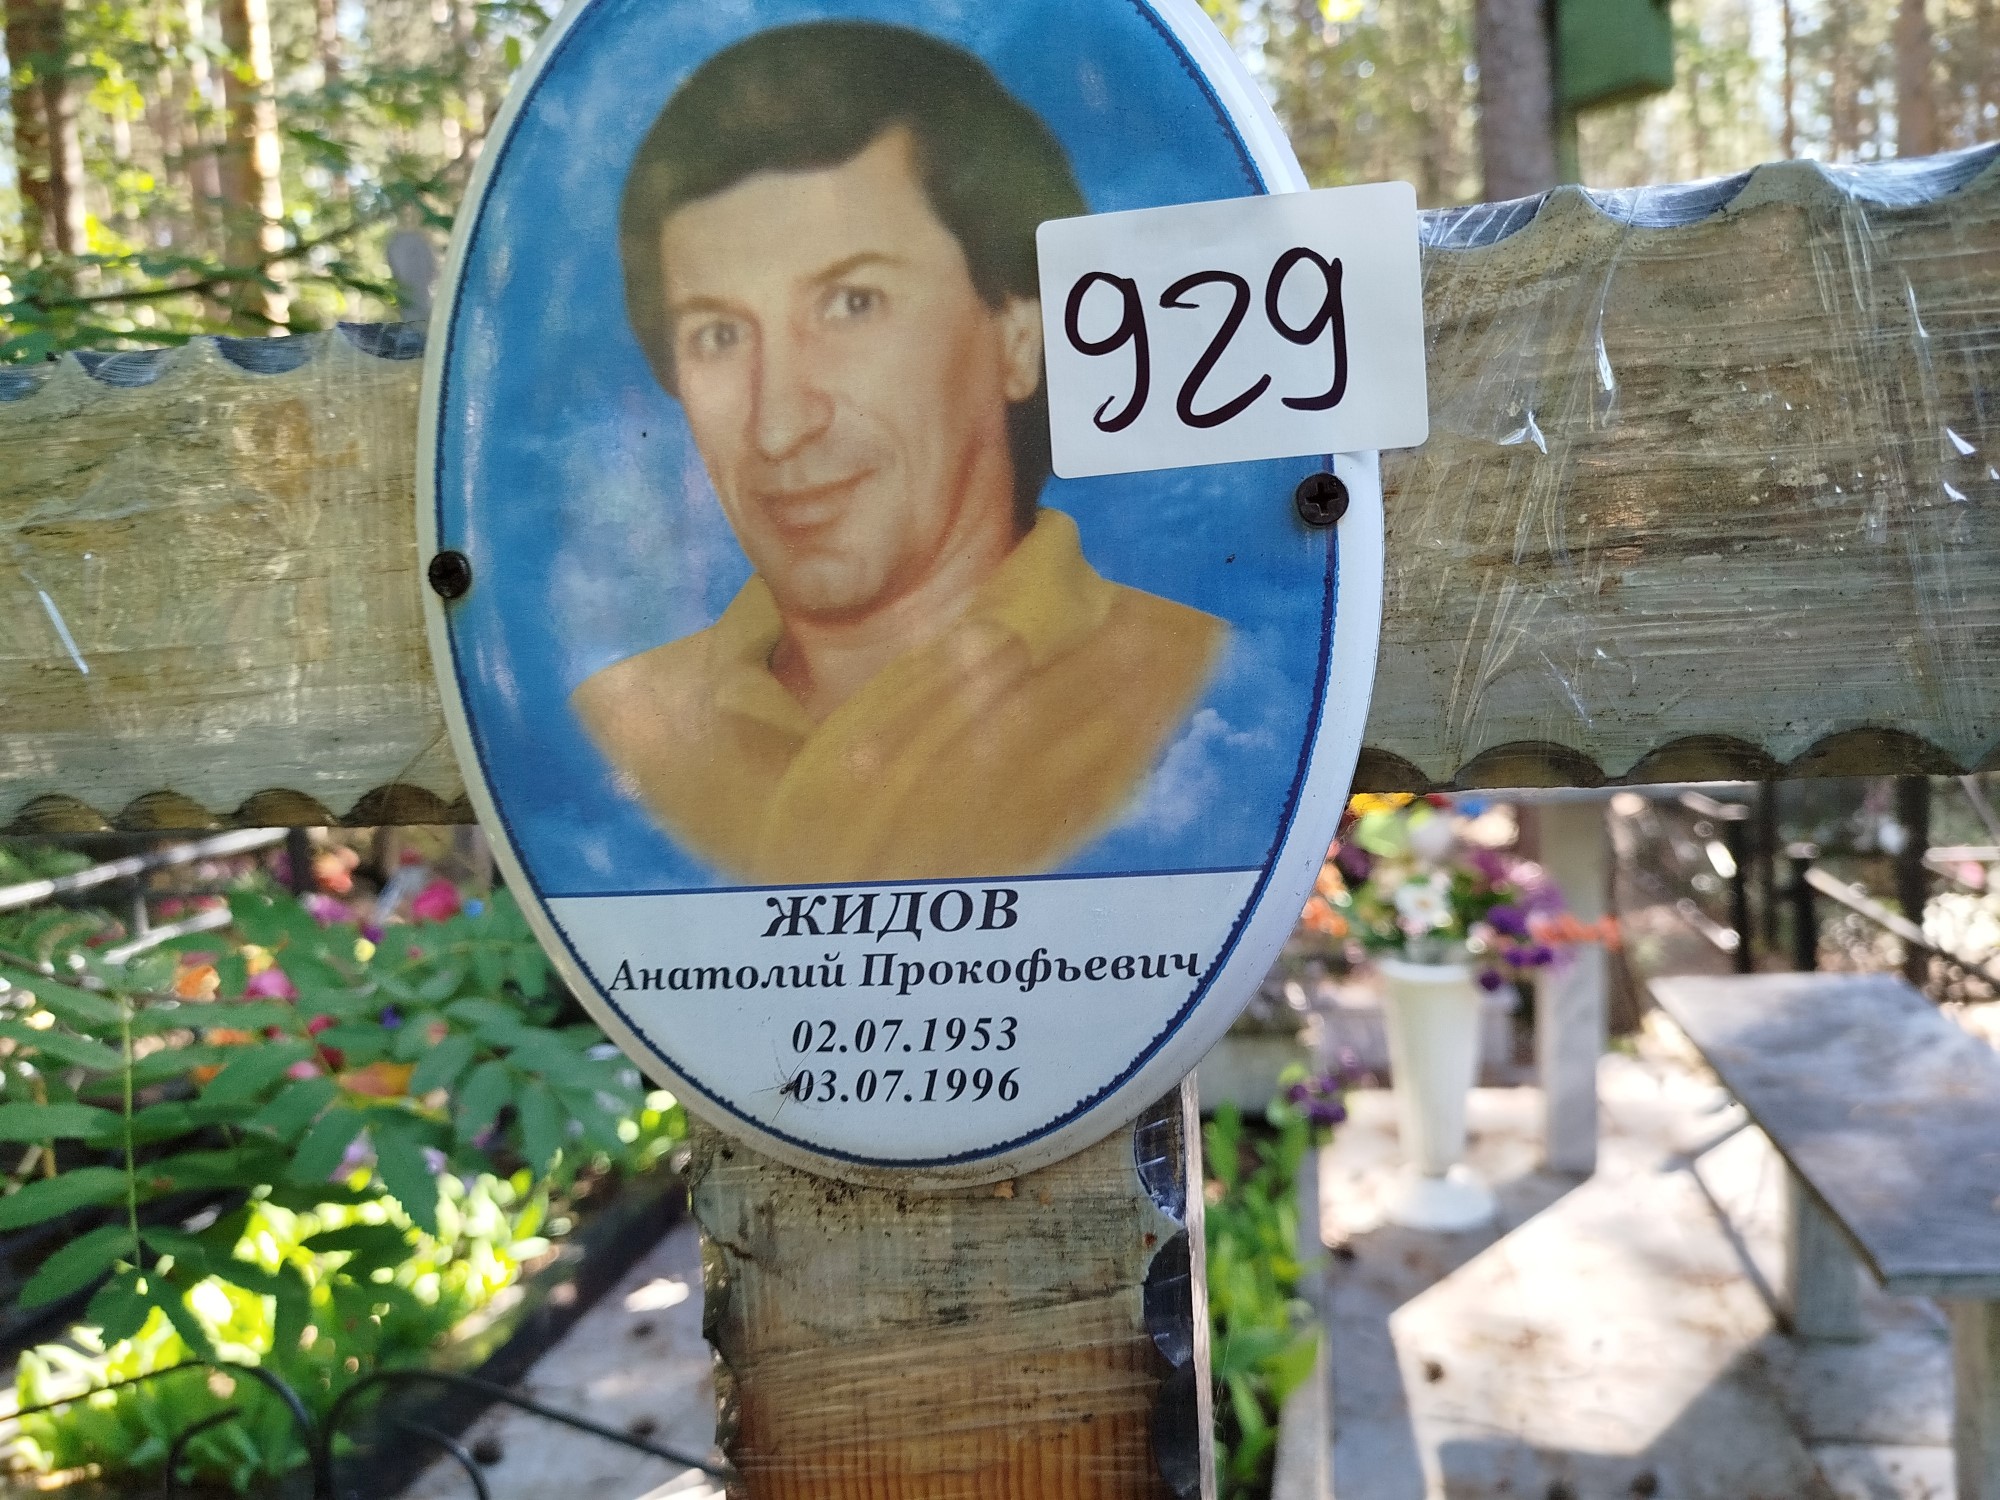 929
ЖИДОВ
Анатолий Прокофьевич
02.07.1953
03.07.1996